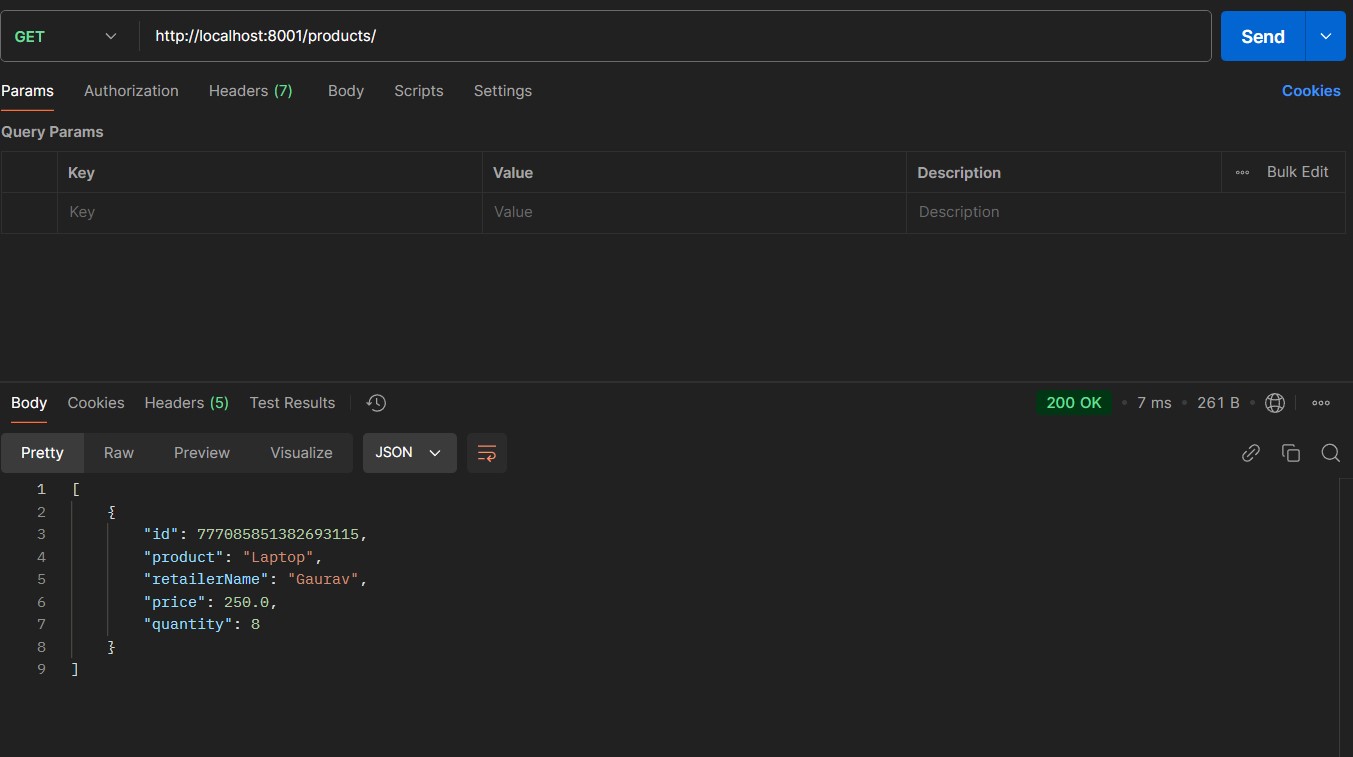 GET http://localhost:8001/products/ Send
Params Authorization Headers (7) Body Scripts Settings Cookies
Query Params
Key Value Description Bulk Edit
Key Value Description
Body Cookies Headers (5) Test Results 200 OK • 7 ms • 261 B •
Pretty Raw Preview Visualize JSON
1 [
2 {
3 "id": 777085851382693115,
4 "product": "Laptop",
5 "retailerName": "Gaurav",
6 "price": 250.0,
7 "quantity": 8
8 }
9 ]